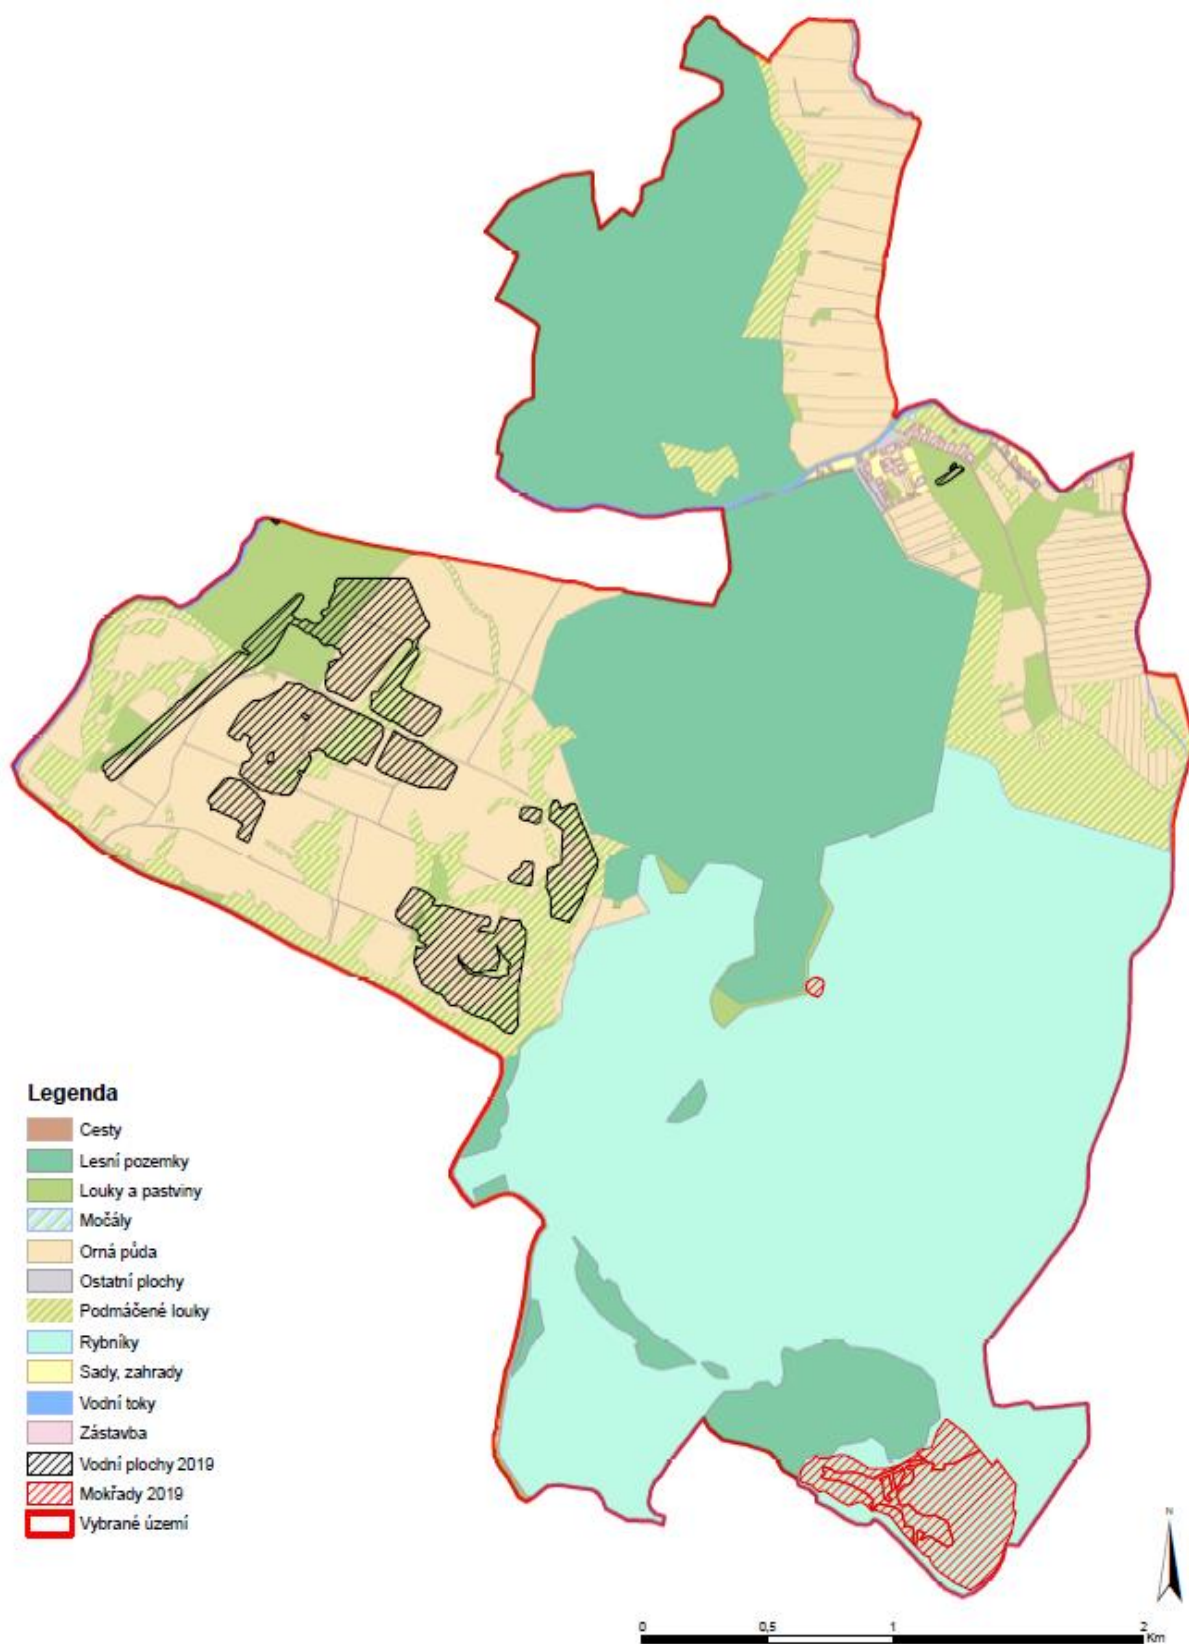 Legenda
Cesty
Lesní pozemky
Louky a pastviny
Močály
Orná půda
Ostatní plochy
Podmáčené louky
Rybníky
Sady, zahrady
Vodní toky
Zástavba
Vodní plochy 2019
Mokřady 2019
Vybrané území
N
0 0,5 1 2
Km